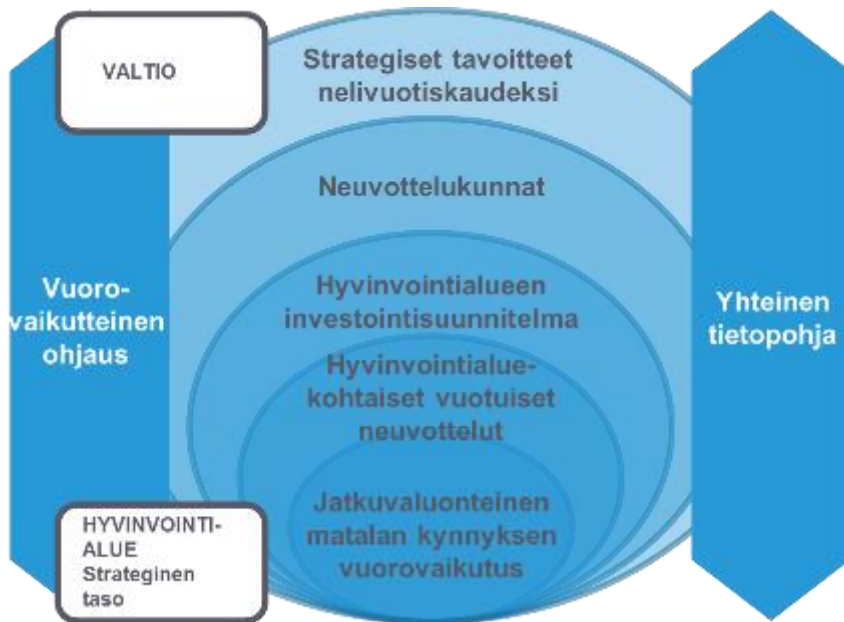 VALTIO
Strategiset tavoitteet
nelivuotiskaudeksi
Neuvottelukunnat
Vuoro-
vaikutteinen
ohjaus
Hyvinvointialueen
investointisuunnitelma
Hyvinvointialue-
kohtaiset vuotuiset
neuvottelut
Yhteinen
tietopohja
Jatkuvaluonteinen
matalan kynnyksen
vuorovaikutus
HYVINVOINTI-
ALUE
Strateginen
taso